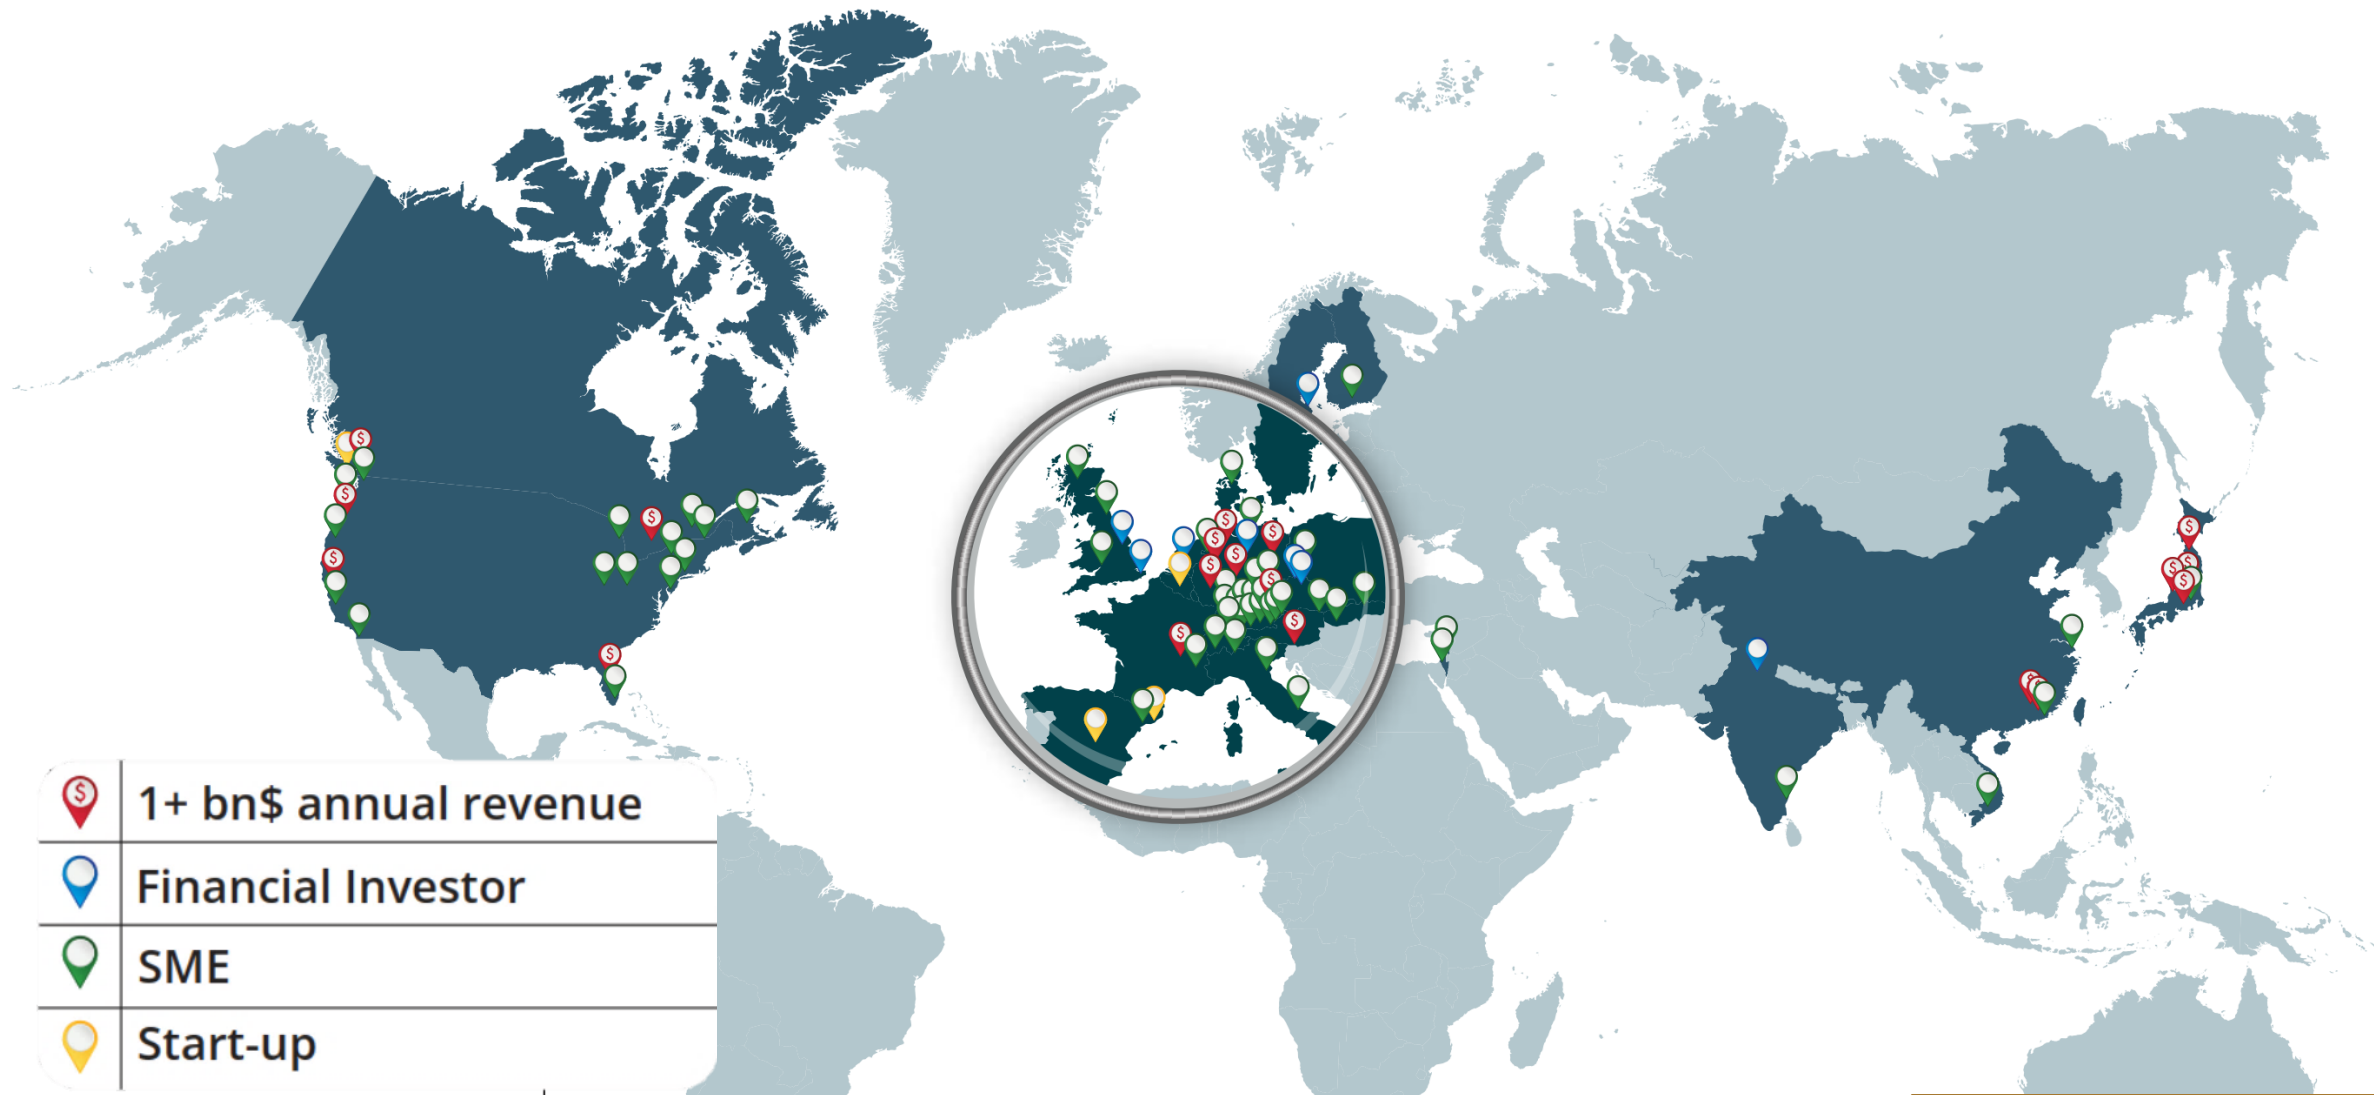 1+ bn$ annual revenue
Financial Investor
SME
Start-up